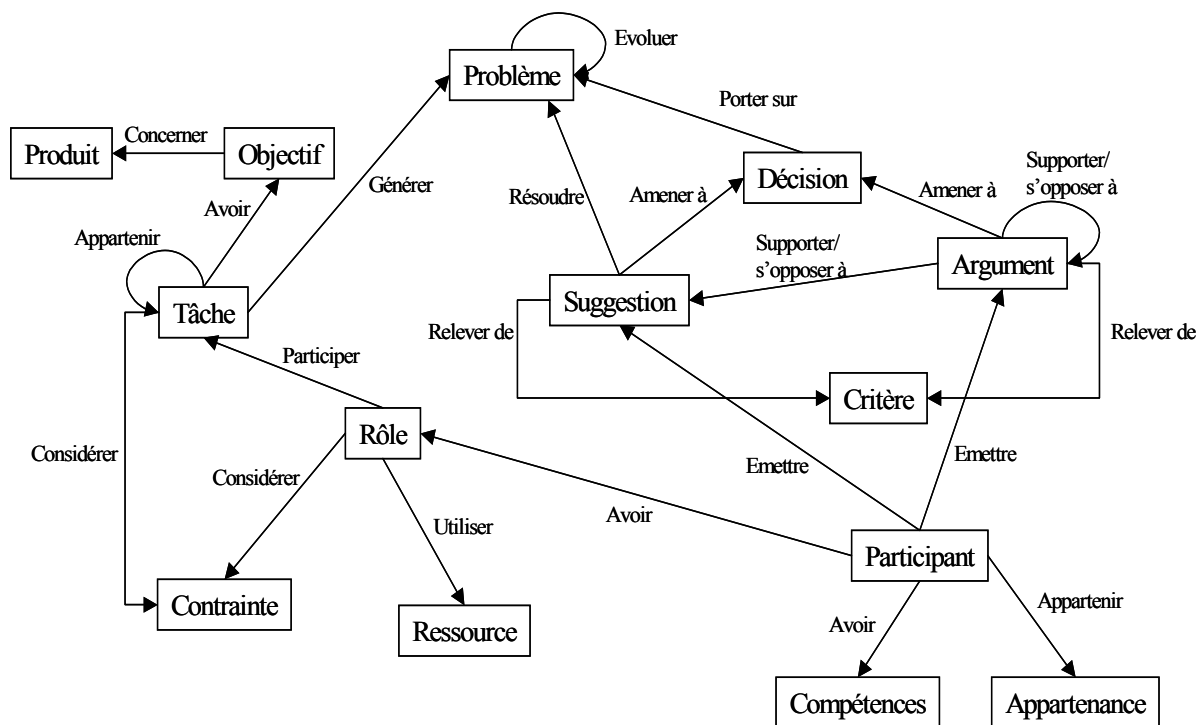 Evoluer
Problème
Porter sur
Concerner
Produit
Objectif
Générer
Résoudre
Amener à
Décision
Amener à
Supporter/
s’opposer à
Avoir
Appartenir
Supporter/
s’opposer à
Argument
Tâche
Suggestion
Relever de
Relever de
Participer
Critère
Rôle
Considérer
Considérer
Emettre
Emettre
Utiliser
Avoir
Participant
Contrainte
Ressource
Avoir
Appartenir
Compétences
Appartenance